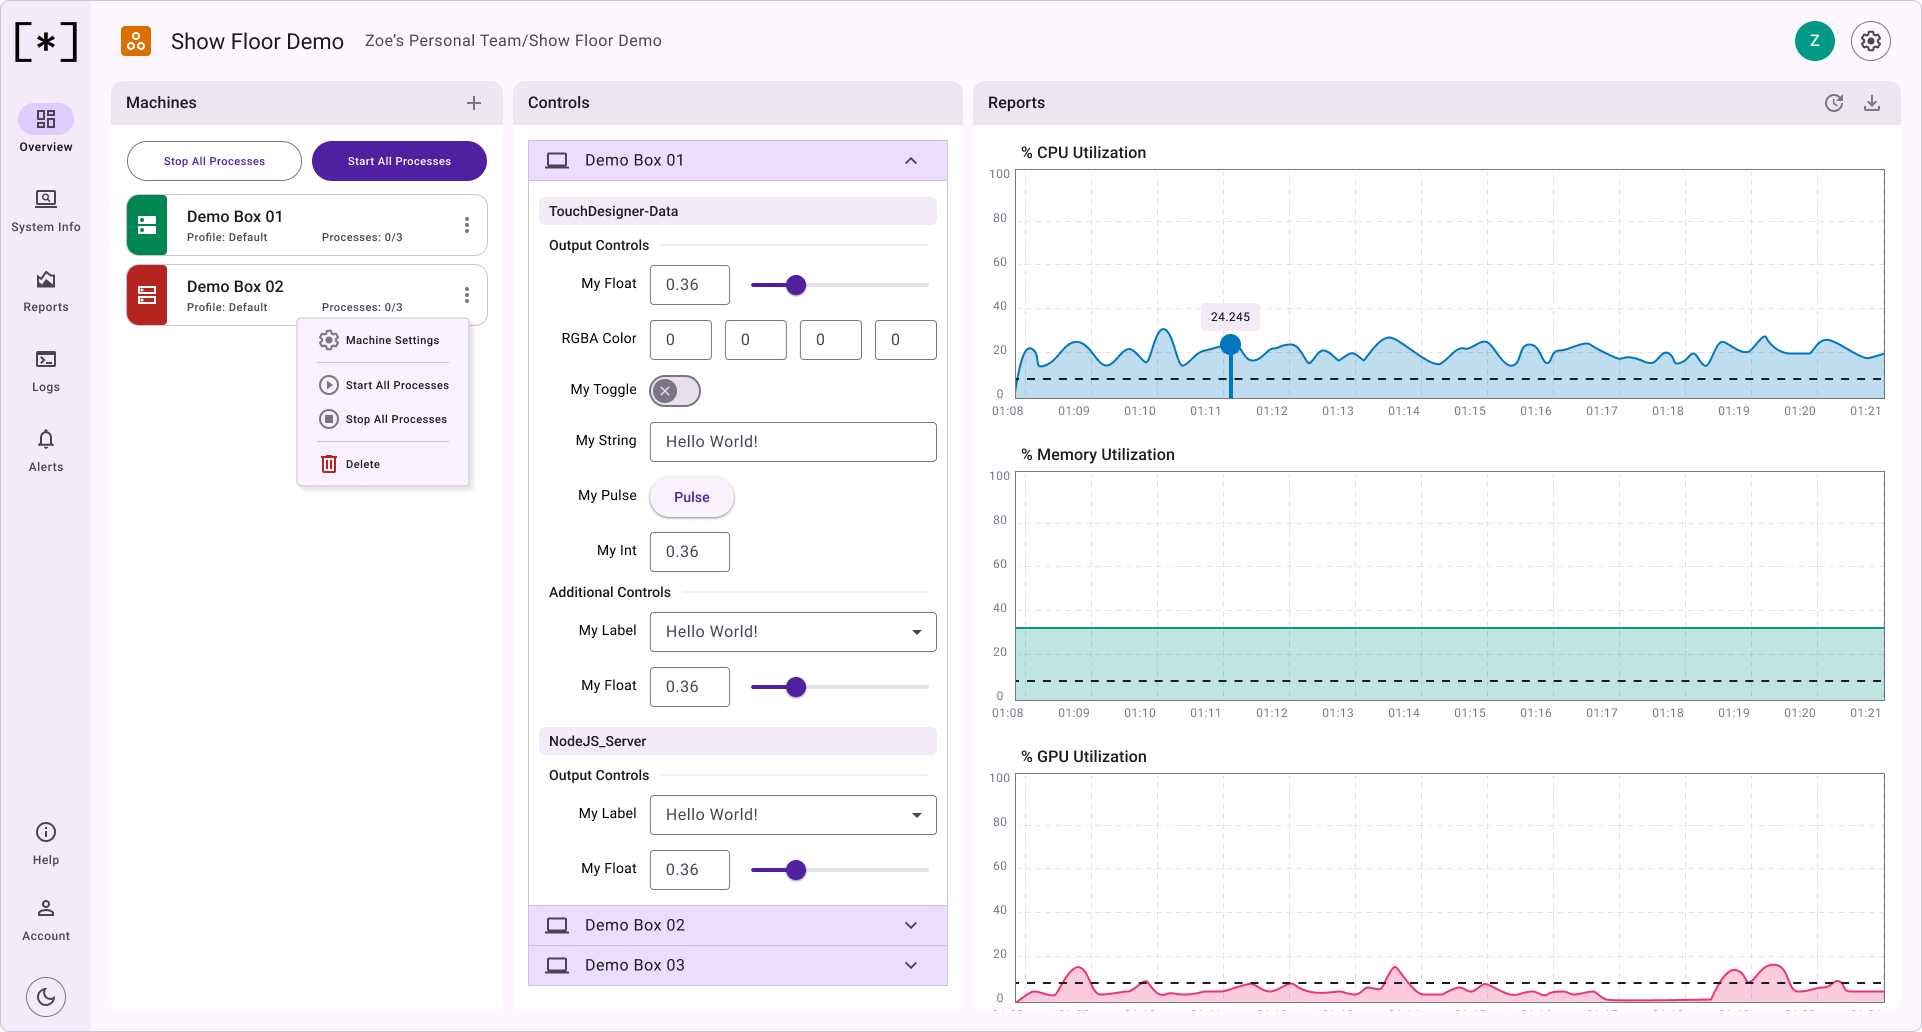 [*]
Show Floor Demo
Zoe’s Personal Team/Show Floor Demo
Z
Overview
System Info
Reports
Logs
Alerts
Help
Account
Machines
Stop All Processes
Start All Processes
Demo Box 01
Profile: Default
Processes: 0/3
Demo Box 02
Profile: Default
Processes: 0/3
Machine Settings
Start All Processes
Stop All Processes
Delete
Controls
Demo Box 01
TouchDesigner-Data
Output Controls
My Float
0.36
RGBA Color
0
0
0
0
My Toggle
My String
Hello World!
My Pulse
Pulse
My Int
0.36
Additional Controls
My Label
Hello World!
My Float
0.36
NodeJS_Server
Output Controls
My Label
Hello World!
My Float
0.36
Demo Box 02
Demo Box 03
Reports
% CPU Utilization
100
80
60
40
20
0
24.245
01:08 01:09 01:10 01:11 01:12 01:13 01:14 01:15 01:16 01:17 01:18 01:19 01:20 01:21
% Memory Utilization
100
80
60
40
20
0
01:08 01:09 01:10 01:11 01:12 01:13 01:14 01:15 01:16 01:17 01:18 01:19 01:20 01:21
% GPU Utilization
100
80
60
40
20
0